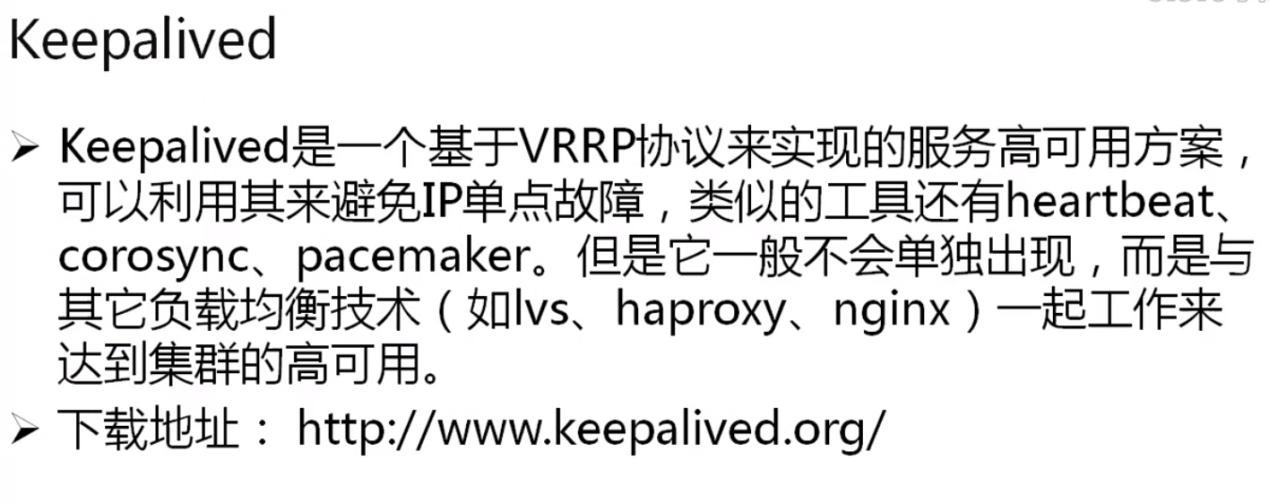 Keepalived
➢ Keepalived是一个基于VRRP协议来实现的服务高可用方案，
可以利用其来避免IP单点故障，类似的工具还有heartbeat、
corosync、pacemaker。但是它一般不会单独出现，而是与
其它负载均衡技术（如lvs、haproxy、nginx）一起工作来
达到集群的高可用。
➢ 下载地址： http://www.keepalived.org/